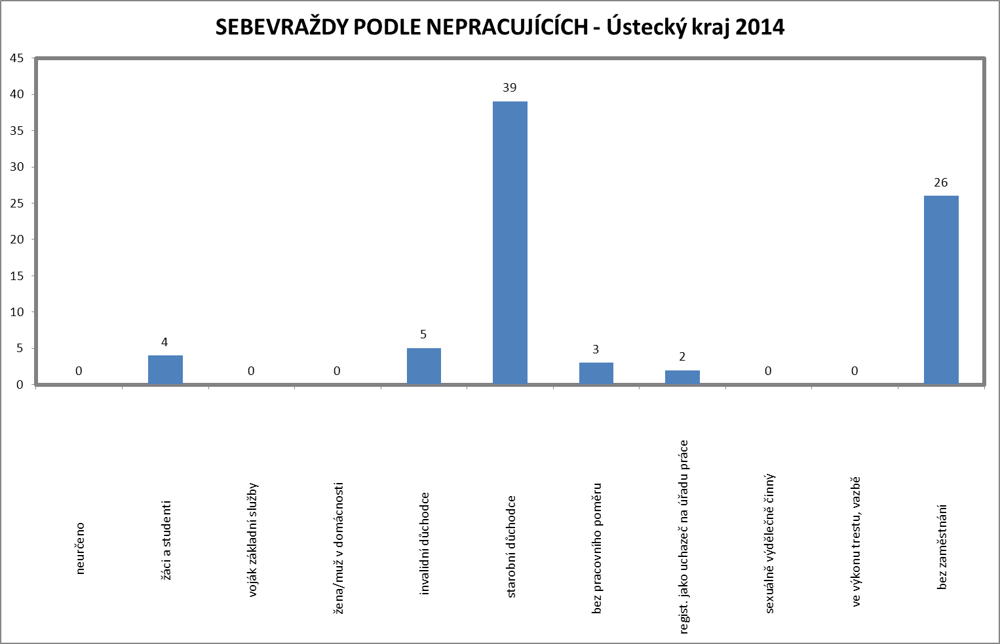 SEBEVRAŽDY PODLE NEPRACUJÍCÍCH - Ústecký kraj 2014
45
40
35
30
25
20
15
10
5
0
0
4
0
0
5
39
3
2
0
0
26
neurčeno
žáci a studenti
voják základní služby
žena/muž v domácnosti
invalidní důchodce
starobní důchodce
bez pracovního poměru
regist. jako uchazeč na úřadu práce
sexuálně výdělečně činný
ve výkonu trestu, vazbě
bez zaměstnání